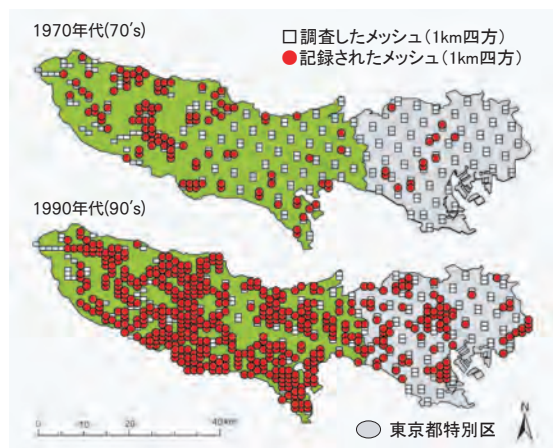 1970年代(70's)
□調査したメッシュ(1km四方)
●記録されたメッシュ(1km四方)
1990年代(90's)
0 20 40km
東京都特別区
N